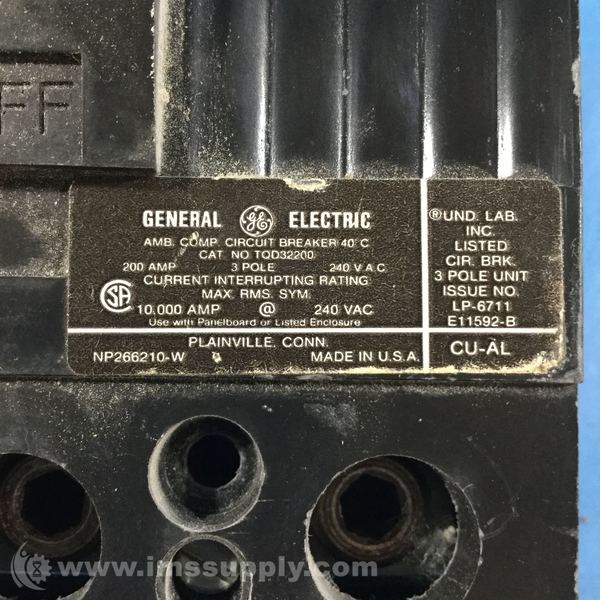 FF
GENERAL GE ELECTRIC
AMB. COMP. CIRCUIT BREAKER 40°C
CAT. NO TQD32200
200 AMP 3 POLE 240 V A C
CURRENT INTERRUPTING RATING
MAX. RMS. SYM.
SA 10,000 AMP @ 240 VAC
Use with Panelboard or Listed Enclosure
PLAINVILLE, CONN.
NP266210-W MADE IN U.S.A.
® UND. LAB.
INC.
LISTED
CIR. BRK.
3 POLE UNIT
ISSUE NO.
LP-6711
E11592-B
CU-AL
www.imssupply.com